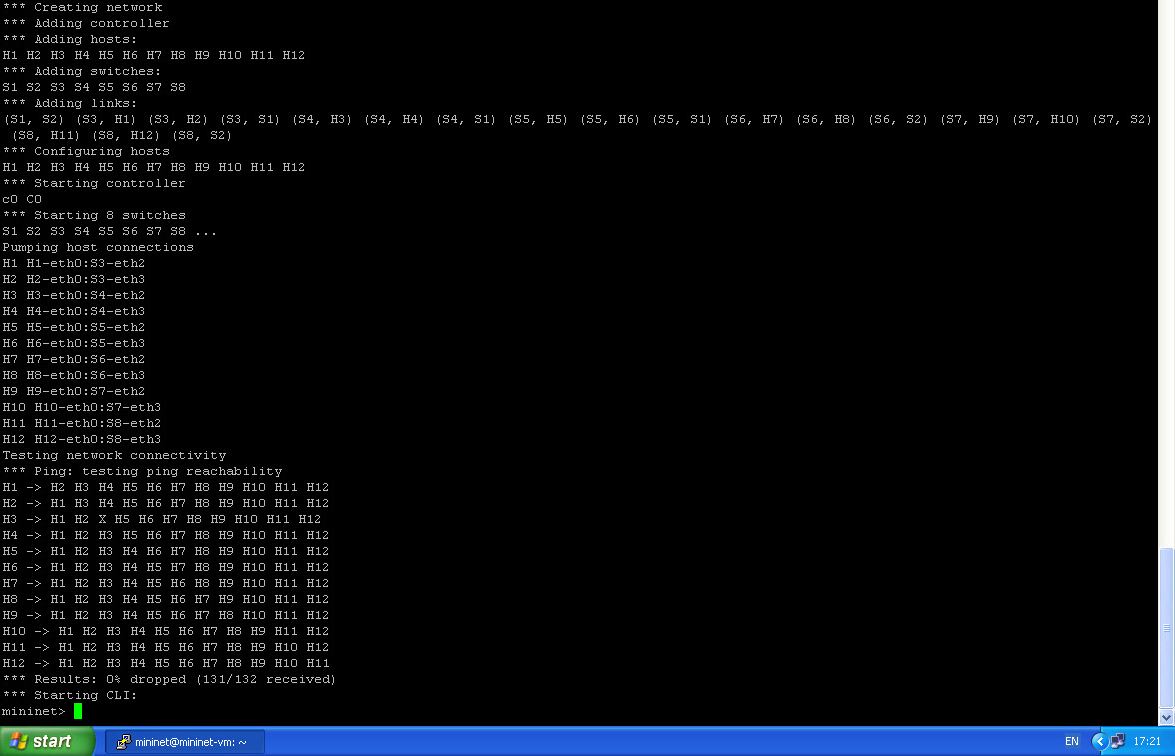 *** Creating network
*** Adding controller
*** Adding hosts:
H1 H2 H3 H4 H5 H6 H7 H8 H9 H10 H11 H12
*** Adding switches:
S1 S2 S3 S4 S5 S6 S7 S8
*** Adding links:
(S1, S2) (S3, H1) (S3, H2) (S3, S1) (S4, H3) (S4, H4) (S4, S1) (S5, H5) (S5, H6) (S5, S1) (S6, H7) (S6, H8) (S6, S2) (S7, H9) (S7, H10) (S7, S2)
(S8, H11) (S8, H12) (S8, S2)
*** Configuring hosts
H1 H2 H3 H4 H5 H6 H7 H8 H9 H10 H11 H12
*** Starting controller
c0 C0
*** Starting 8 switches
S1 S2 S3 S4 S5 S6 S7 S8 ...
Pumping host connections
H1 H1-eth0:S3-eth2
H2 H2-eth0:S3-eth3
H3 H3-eth0:S4-eth2
H4 H4-eth0:S4-eth3
H5 H5-eth0:S5-eth2
H6 H6-eth0:S5-eth3
H7 H7-eth0:S6-eth2
H8 H8-eth0:S6-eth3
H9 H9-eth0:S7-eth2
H10 H10-eth0:S7-eth3
H11 H11-eth0:S8-eth2
H12 H12-eth0:S8-eth3
Testing network connectivity
*** Ping: testing ping reachability
H1 -> H2 H3 H4 H5 H6 H7 H8 H9 H10 H11 H12
H2 -> H1 H3 H4 H5 H6 H7 H8 H9 H10 H11 H12
H3 -> H1 H2 X H5 H6 H7 H8 H9 H10 H11 H12
H4 -> H1 H2 H3 H5 H6 H7 H8 H9 H10 H11 H12
H5 -> H1 H2 H3 H4 H6 H7 H8 H9 H10 H11 H12
H6 -> H1 H2 H3 H4 H5 H7 H8 H9 H10 H11 H12
H7 -> H1 H2 H3 H4 H5 H6 H8 H9 H10 H11 H12
H8 -> H1 H2 H3 H4 H5 H6 H7 H9 H10 H11 H12
H9 -> H1 H2 H3 H4 H5 H6 H7 H8 H10 H11 H12
H10 -> H1 H2 H3 H4 H5 H6 H7 H8 H9 H11 H12
H11 -> H1 H2 H3 H4 H5 H6 H7 H8 H9 H10 H12
H12 -> H1 H2 H3 H4 H5 H6 H7 H8 H9 H10 H11
*** Results: 0% dropped (131/132 received)
*** Starting CLI:
mininet>
start mininet@mininet-vm: ~ EN 17:21